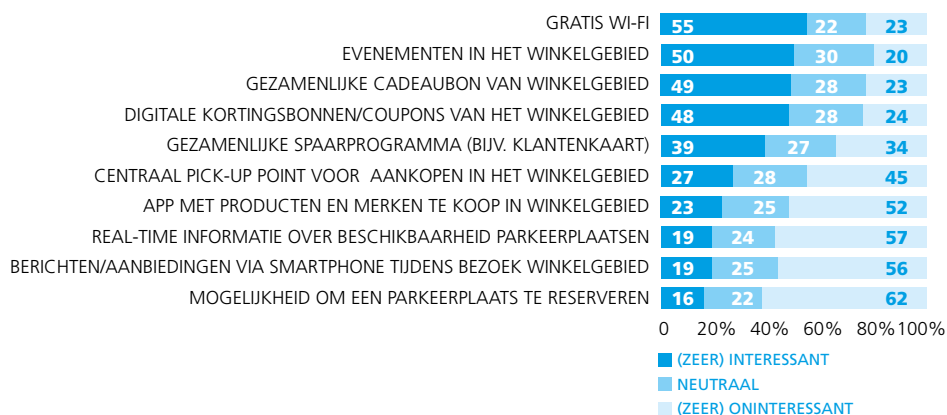 GRATIS WI-FI 55 22 23
EVENEMENTEN IN HET WINKELGEBIED 50 30 20
GEZAMENLIJKE CADEAUBON VAN WINKELGEBIED 49 28 23
DIGITALE KORTINGSBONNEN/COUPONS VAN HET WINKELGEBIED 48 28 24
GEZAMENLIJKE SPAARPROGRAMMA (BIJV. KLANTENKAART) 39 27 34
CENTRAAL PICK-UP POINT VOOR AANKOPEN IN HET WINKELGEBIED 27 28 45
APP MET PRODUCTEN EN MERKEN TE KOOP IN WINKELGEBIED 23 25 52
REAL-TIME INFORMATIE OVER BESCHIKBAARHEID PARKEERPLAATSEN 19 24 57
BERICHTEN/AANBIEDINGEN VIA SMARTPHONE TIJDENS BEZOEK WINKELGEBIED 19 25 56
MOGELIJKHEID OM EEN PARKEERPLAATS TE RESERVEREN 16 22 62
0 20% 40% 60% 80% 100%
(ZEER) INTERESSANT
NEUTRAAL
(ZEER) ONINTERESSANT